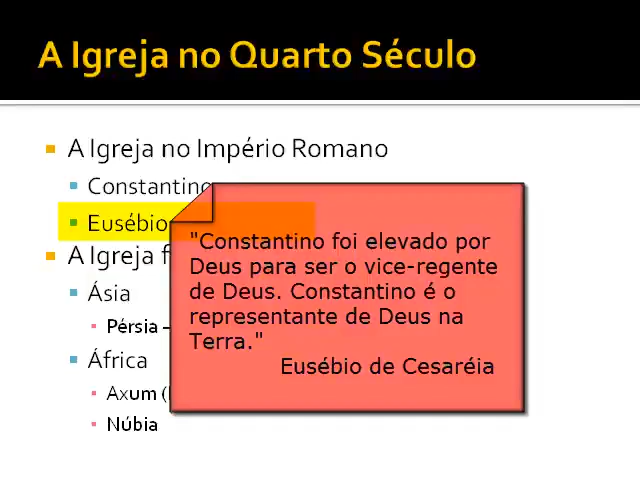 A Igreja no Quarto Século
A Igreja no Império Romano
Constantino
Eusébio
A Igreja f
Ásia
Pérsia –
África
Axum (
Núbia
"Constantino foi elevado por
Deus para ser o vice-regente
de Deus. Constantino é o
representante de Deus na
Terra."
Eusébio de Cesaréia